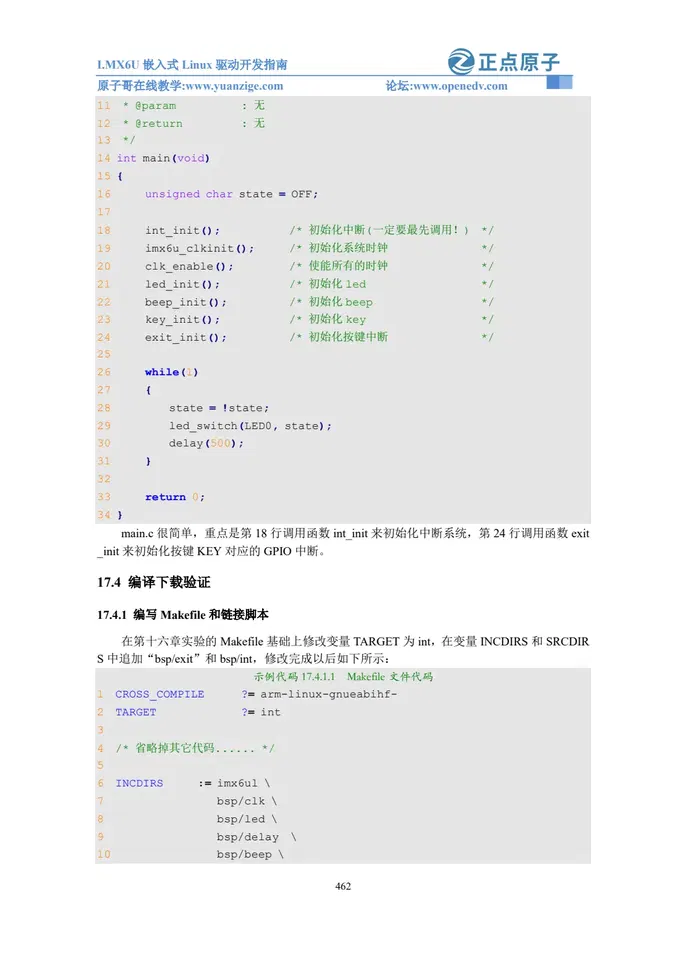 I.MX6U 嵌入式 Linux 驱动开发指南
正点原子
原子哥在线教学:www.yuanzige.com 论坛:www.openedv.com
11 * @param : 无
12 * @return : 无
13 */
14 int main(void)
15 {
16 unsigned char state = OFF;
17
18 int_init(); /* 初始化中断(一定要最先调用！) */
19 imx6u_clkinit(); /* 初始化系统时钟 */
20 clk_enable(); /* 使能所有的时钟 */
21 led_init(); /* 初始化 led */
22 beep_init(); /* 初始化 beep */
23 key_init(); /* 初始化 key */
24 exit_init(); /* 初始化按键中断 */
25
26 while(1)
27 {
28 state = !state;
29 led_switch(LED0, state);
30 delay(500);
31 }
32
33 return 0;
34 }
main.c 很简单，重点是第 18 行调用函数 int_init 来初始化中断系统，第 24 行调用函数 exit
_init 来初始化按键 KEY 对应的 GPIO 中断。
17.4 编译下载验证
17.4.1 编写 Makefile 和链接脚本
在第十六章实验的 Makefile 基础上修改变量 TARGET 为 int，在变量 INCDIRS 和 SRCDIR
S 中追加“bsp/exit”和 bsp/int，修改完成以后如下所示：
示例代码 17.4.1.1 Makefile 文件代码
1 CROSS_COMPILE ?= arm-linux-gnueabihf-
2 TARGET ?= int
3
4 /* 省略掉其它代码...... */
5
6 INCDIRS := imx6ul \
7 bsp/clk \
8 bsp/led \
9 bsp/delay \
10 bsp/beep \
462